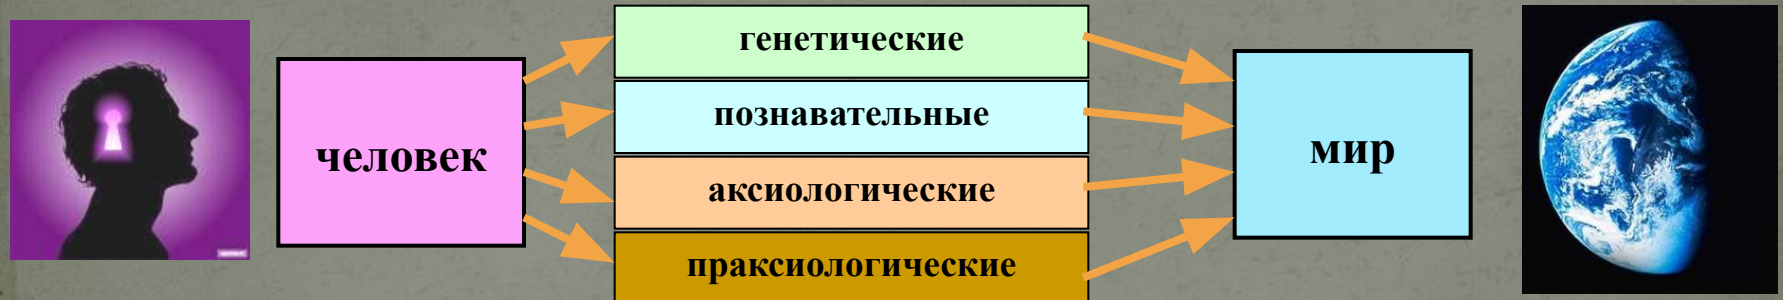 человек
генетические
познавательные
аксиологические
праксиологические
мир